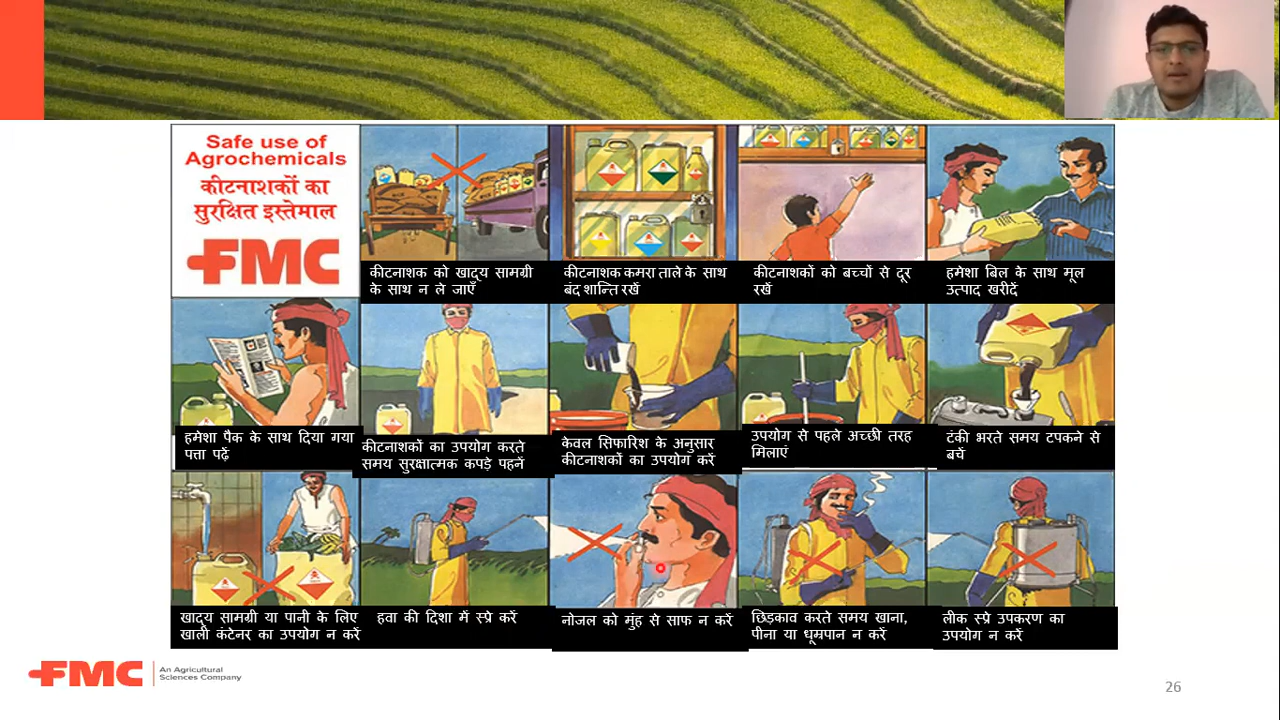 Safe use of
Agrochemicals
कीटनाशकों का
सुरक्षित इस्तेमाल
FMC
कीटनाशक को खाद्य सामग्री
के साथ न ले जाएँ
कीटनाशक कमरा ताले के साथ
बंद शान्ति रखें
कीटनाशकों को बच्चों से दूर
रखें
हमेशा बिल के साथ मूल
उत्पाद खरीदें
हमेशा पैक के साथ दिया गया
पत्ता पढ़ें
कीटनाशकों का उपयोग करते
समय सुरक्षात्मक कपड़े पहनें
केवल सिफारिश के अनुसार
कीटनाशकों का उपयोग करें
उपयोग से पहले अच्छी तरह
मिलाएं
टंकी भरते समय टपकने से
बचें
खाद्य सामग्री या पानी के लिए
खाली कंटेनर का उपयोग न करें
हवा की दिशा में स्प्रे करें
नोजल को मुंह से साफ न करें
छिड़काव करते समय खाना,
पीना या धूम्रपान न करें
लीक स्प्रे उपकरण का
उपयोग न करें
FMC
An Agricultural
Sciences Company
26